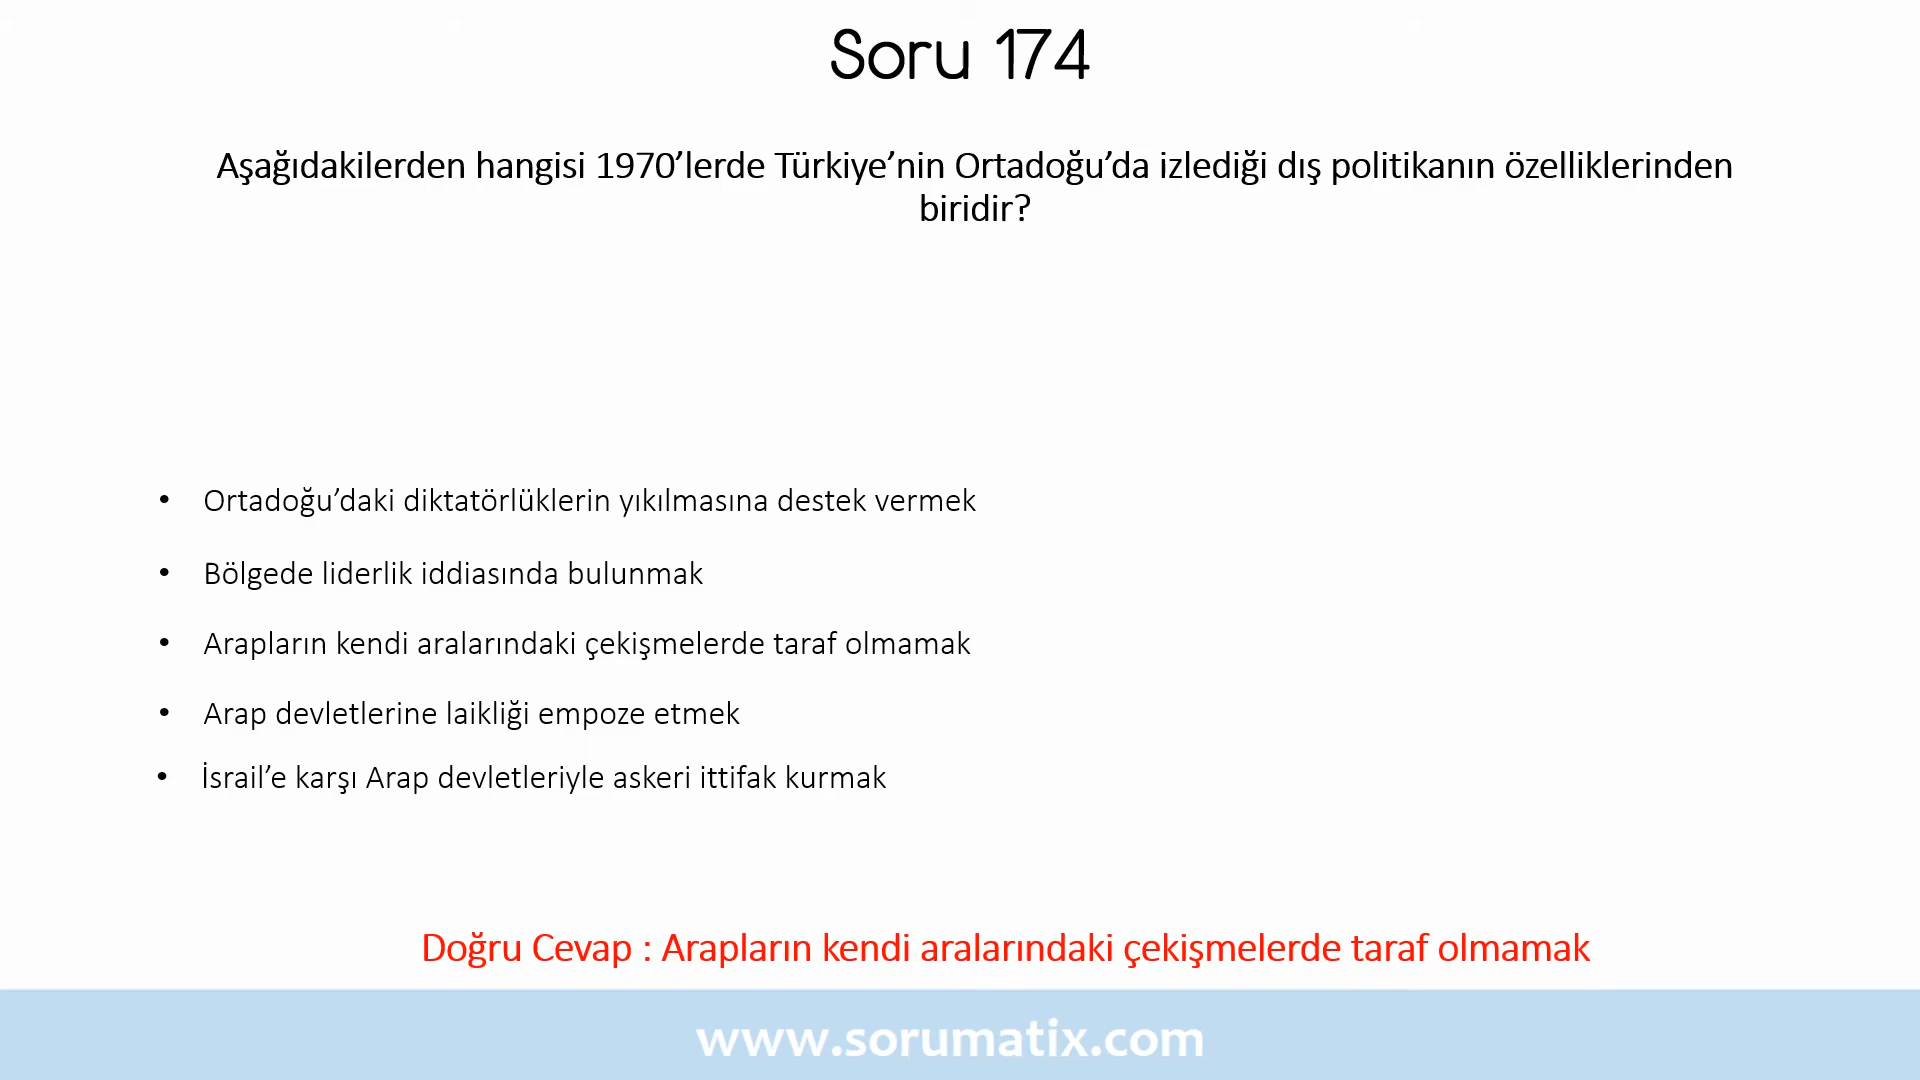 Soru 174
Aşağıdakilerden hangisi 1970’lerde Türkiye’nin Ortadoğu’da izlediği dış politikanın özelliklerinden
biridir?
• Ortadoğu’daki diktatörlüklerin yıkılmasına destek vermek
• Bölgede liderlik iddiasında bulunmak
• Arapların kendi aralarındaki çekişmelerde taraf olmamak
• Arap devletlerine laikliği empoze etmek
• İsrail’e karşı Arap devletleriyle askeri ittifak kurmak
Doğru Cevap : Arapların kendi aralarındaki çekişmelerde taraf olmamak
www.sorumatix.com